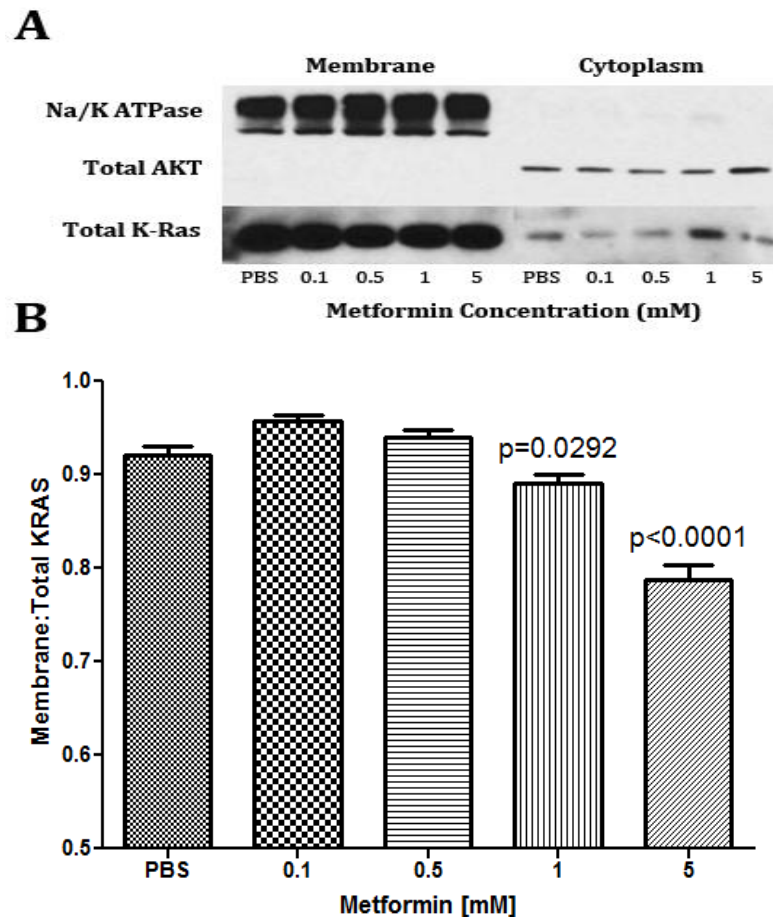 A
Membrane Cytoplasm
Na/K ATPase
Total AKT
Total K-Ras
PBS 0.1 0.5 1 5 PBS 0.1 0.5 1 5
Metformin Concentration (mM)
B
1.0
0.9
0.8
0.7
0.6
0.5
Membrane:Total KRAS
p=0.0292
p<0.0001
PBS 0.1 0.5 1 5
Metformin [mM]